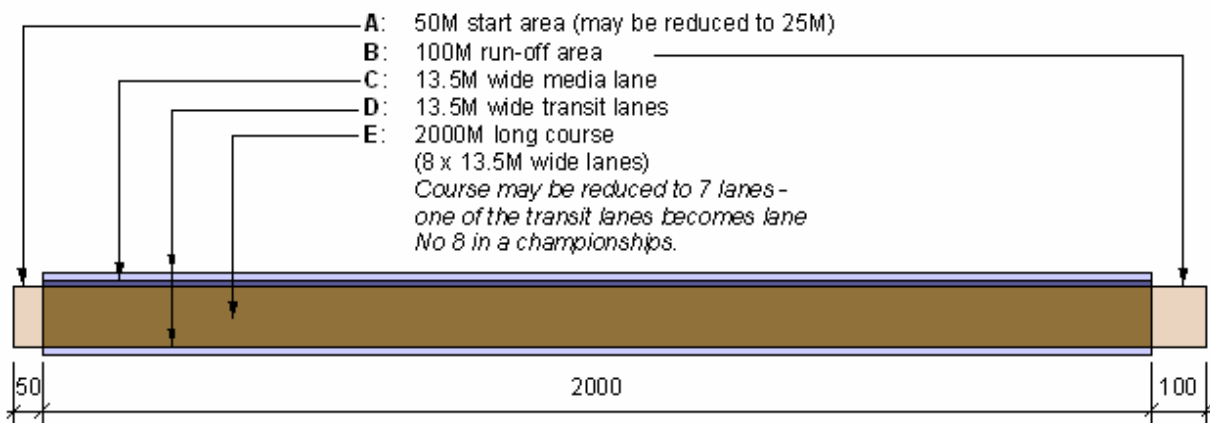 A: 50M start area (may be reduced to 25M)
B: 100M run-off area
C: 13.5M wide media lane
D: 13.5M wide transit lanes
E: 2000M long course
(8 x 13.5M wide lanes)
Course may be reduced to 7 lanes -
one of the transit lanes becomes lane
No 8 in a championships.
50 2000 100